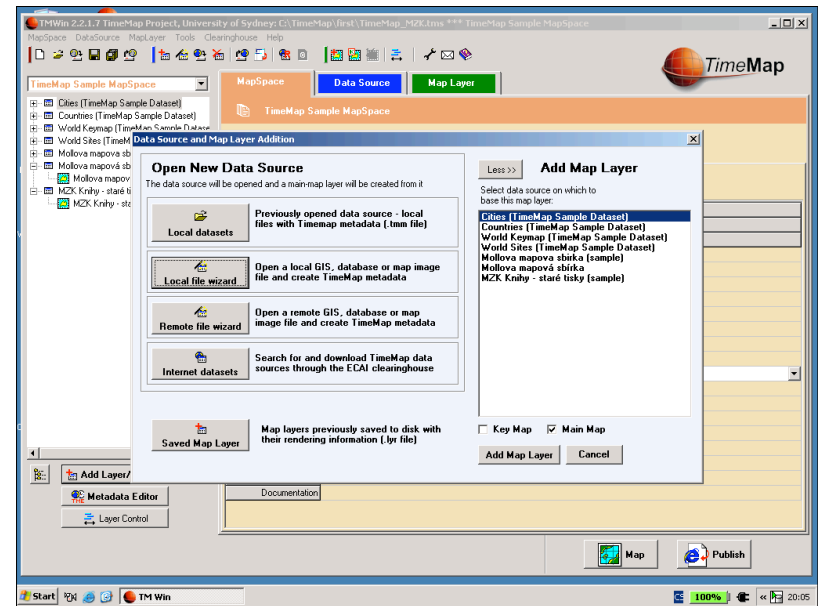 TMWin 2.2.1.7 TimeMap Project, University of Sydney: C:\TimeMap\first\TimeMap_MZK.tms *** TimeMap Sample MapSpace
MapSpace DataSource MapLayer Tools Clearinghouse Help
TimeMap
TimeMap Sample MapSpace
MapSpace
Data Source
Map Layer
TimeMap Sample MapSpace
Cities (TimeMap Sample Dataset)
Countries (TimeMap Sample Dataset)
World Keymap (TimeMap Sample Datase
World Sites (TimeM
Mollova mapova sb
Mollova mapová sb
Mollova mapov
MZK Knihy - staré ti
MZK Knihy - sta
Data Source and Map Layer Addition
Open New Data Source
The data source will be opened and a main-map layer will be created from it
Local datasets
Previously opened data source - local
files with Timemap metadata (.tmm file)
Local file wizard
Open a local GIS, database or map image
file and create TimeMap metadata
Remote file wizard
Open a remote GIS, database or map
image file and create TimeMap metadata
Internet datasets
Search for and download TimeMap data
sources through the ECAI clearinghouse
Saved Map Layer
Map layers previously saved to disk with
their rendering information (.lyr file)
Less >>
Add Map Layer
Select data source on which to
base this map layer:
Cities (TimeMap Sample Dataset)
Countries (TimeMap Sample Dataset)
World Keymap (TimeMap Sample Dataset)
World Sites (TimeMap Sample Dataset)
Mollova mapova sbirka (sample)
Mollova mapová sbírka
MZK Knihy - staré tisky (sample)
Key Map
Main Map
Add Map Layer
Cancel
Add Layer/
THE
Metadata Editor
Layer Control
Documentation
Map
Publish
Start
TM Win
CS
100%
«
20:05